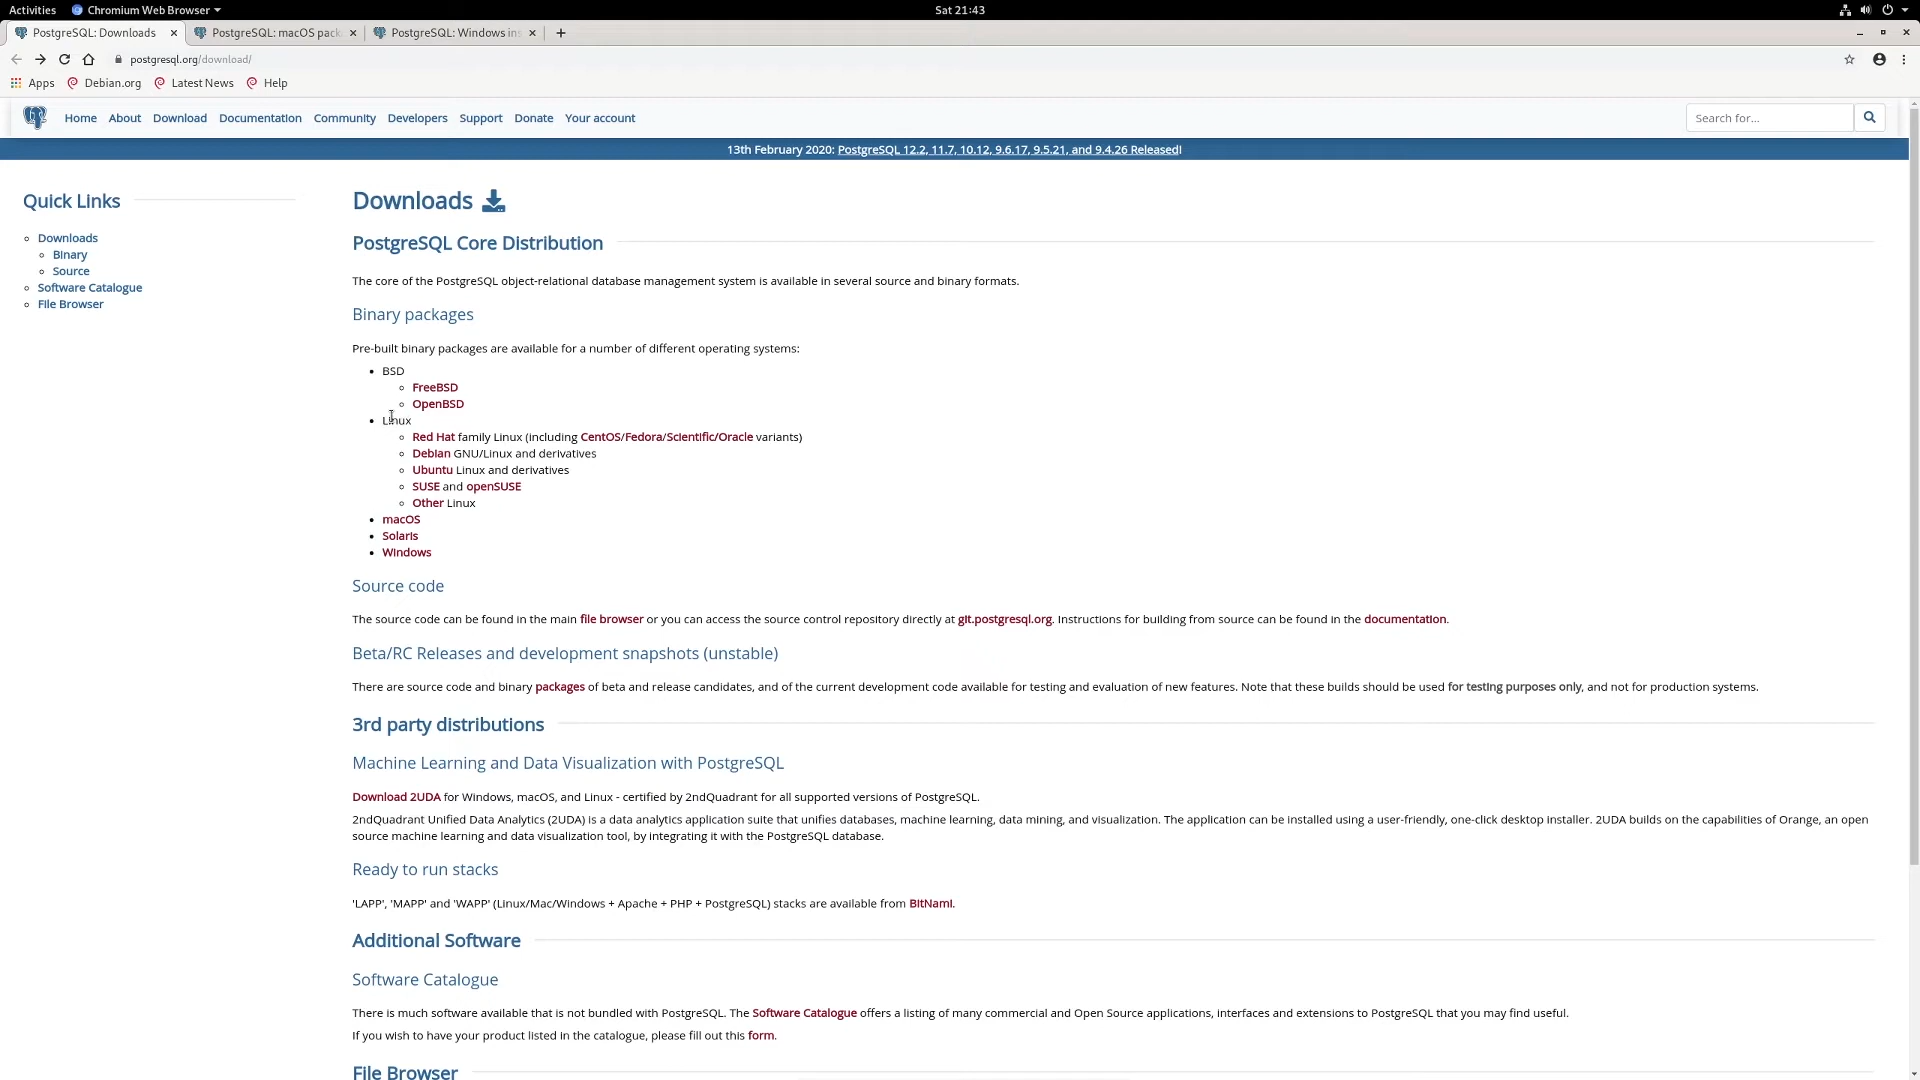 Activities Chromium Web Browser Sat 21:43
PostgreSQL: Downloads PostgreSQL: macOS pack PostgreSQL: Windows ins
postgresql.org/download/
Apps Debian.org Latest News Help
Home About Download Documentation Community Developers Support Donate Your account Search for...
13th February 2020: PostgreSQL 12.2, 11.7, 10.12, 9.6.17, 9.5.21, and 9.4.26 Released!
Quick Links
Downloads
Binary
Source
Software Catalogue
File Browser
Downloads
PostgreSQL Core Distribution
The core of the PostgreSQL object-relational database management system is available in several source and binary formats.
Binary packages
Pre-built binary packages are available for a number of different operating systems:
BSD
FreeBSD
OpenBSD
Linux
Red Hat family Linux (including CentOS/Fedora/Scientific/Oracle variants)
Debian GNU/Linux and derivatives
Ubuntu Linux and derivatives
SUSE and openSUSE
Other Linux
macOS
Solaris
Windows
Source code
The source code can be found in the main file browser or you can access the source control repository directly at git.postgresql.org. Instructions for building from source can be found in the documentation.
Beta/RC Releases and development snapshots (unstable)
There are source code and binary packages of beta and release candidates, and of the current development code available for testing and evaluation of new features. Note that these builds should be used for testing purposes only, and not for production systems.
3rd party distributions
Machine Learning and Data Visualization with PostgreSQL
Download 2UDA for Windows, macOS, and Linux - certified by 2ndQuadrant for all supported versions of PostgreSQL.
2ndQuadrant Unified Data Analytics (2UDA) is a data analytics application suite that unifies databases, machine learning, data mining, and visualization. The application can be installed using a user-friendly, one-click desktop installer. 2UDA builds on the capabilities of Orange, an open
source machine learning and data visualization tool, by integrating it with the PostgreSQL database.
Ready to run stacks
'LAPP', 'MAPP' and 'WAPP' (Linux/Mac/Windows + Apache + PHP + PostgreSQL) stacks are available from BitNami.
Additional Software
Software Catalogue
There is much software available that is not bundled with PostgreSQL. The Software Catalogue offers a listing of many commercial and Open Source applications, interfaces and extensions to PostgreSQL that you may find useful.
If you wish to have your product listed in the catalogue, please fill out this form.
File Browser